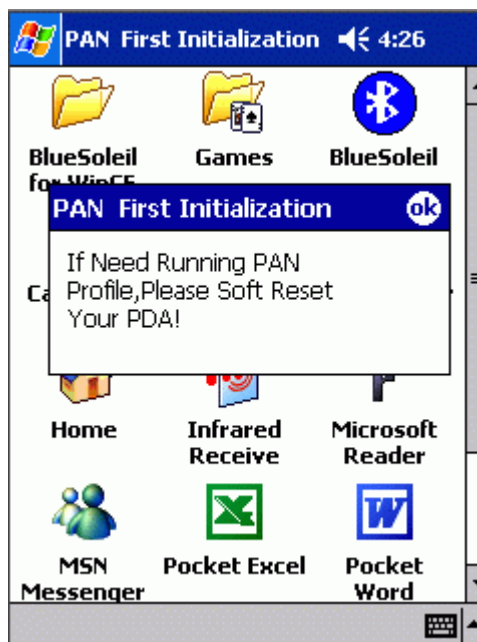 PAN First Initialization 4:26
BlueSoleil Games BlueSoleil
for WinCE
PAN First Initialization ok
If Need Running PAN
Profile,Please Soft Reset
Your PDA!
Ca
Home Infrared Microsoft
Receive Reader
MSN Pocket Excel Pocket
Messenger Word